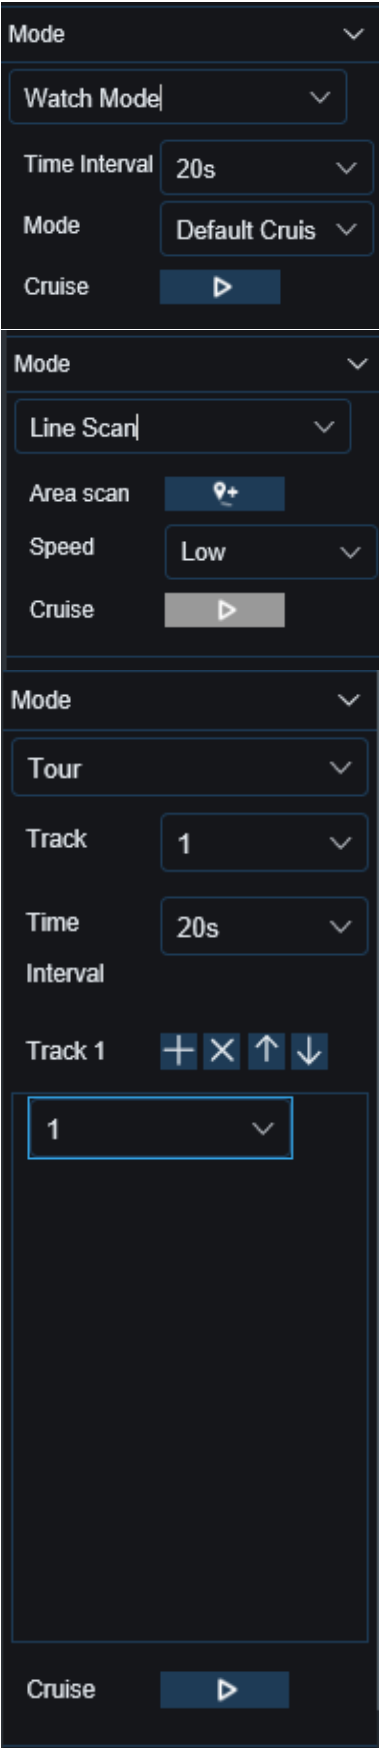 Mode
Watch Mode
Time Interval 20s
Mode Default Cruis
Cruise
Mode
Line Scan
Area scan
Speed Low
Cruise
Mode
Tour
Track 1
Time 20s
Interval
Track 1
1
Cruise